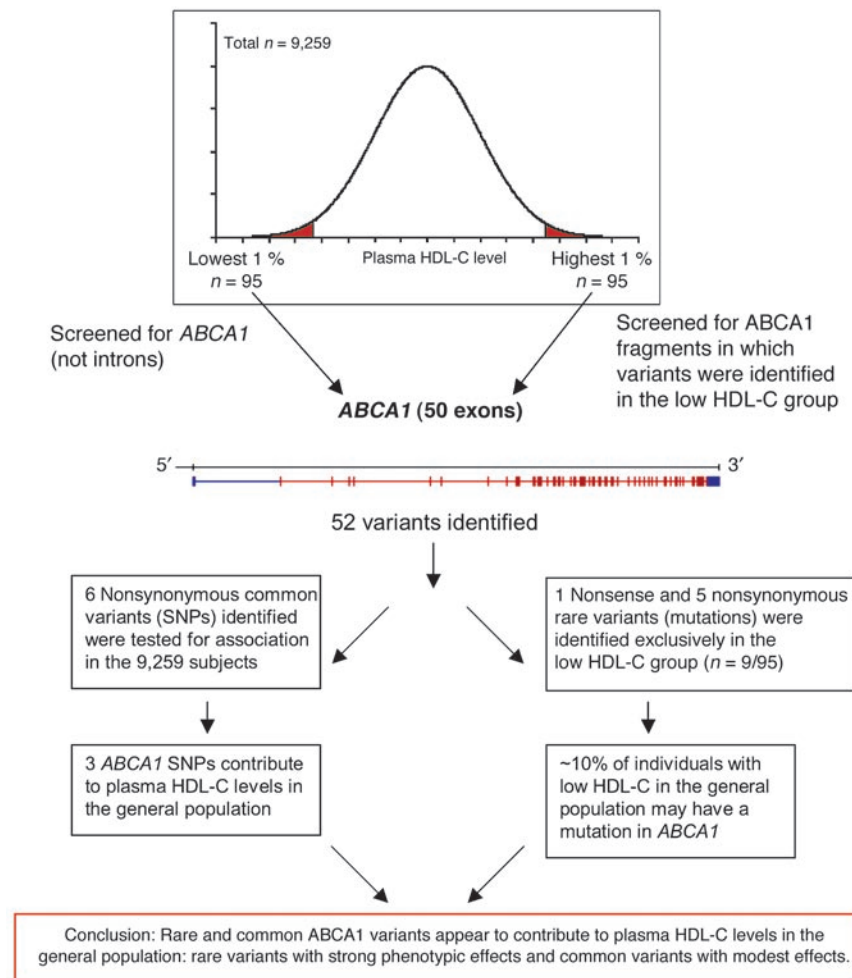 Total n = 9,259
Lowest 1 %
n = 95
Plasma HDL-C level
Highest 1 %
n = 95
Screened for ABCA1
(not introns)
Screened for ABCA1
fragments in which
variants were identified
in the low HDL-C group
ABCA1 (50 exons)
5′
3′
52 variants identified
6 Nonsynonymous common
variants (SNPs) identified
were tested for association
in the 9,259 subjects
1 Nonsense and 5 nonsynonymous
rare variants (mutations) were
identified exclusively in the
low HDL-C group (n = 9/95)
3 ABCA1 SNPs contribute
to plasma HDL-C levels in
the general population
~10% of individuals with
low HDL-C in the general
population may have a
mutation in ABCA1
Conclusion: Rare and common ABCA1 variants appear to contribute to plasma HDL-C levels in the
general population: rare variants with strong phenotypic effects and common variants with modest effects.